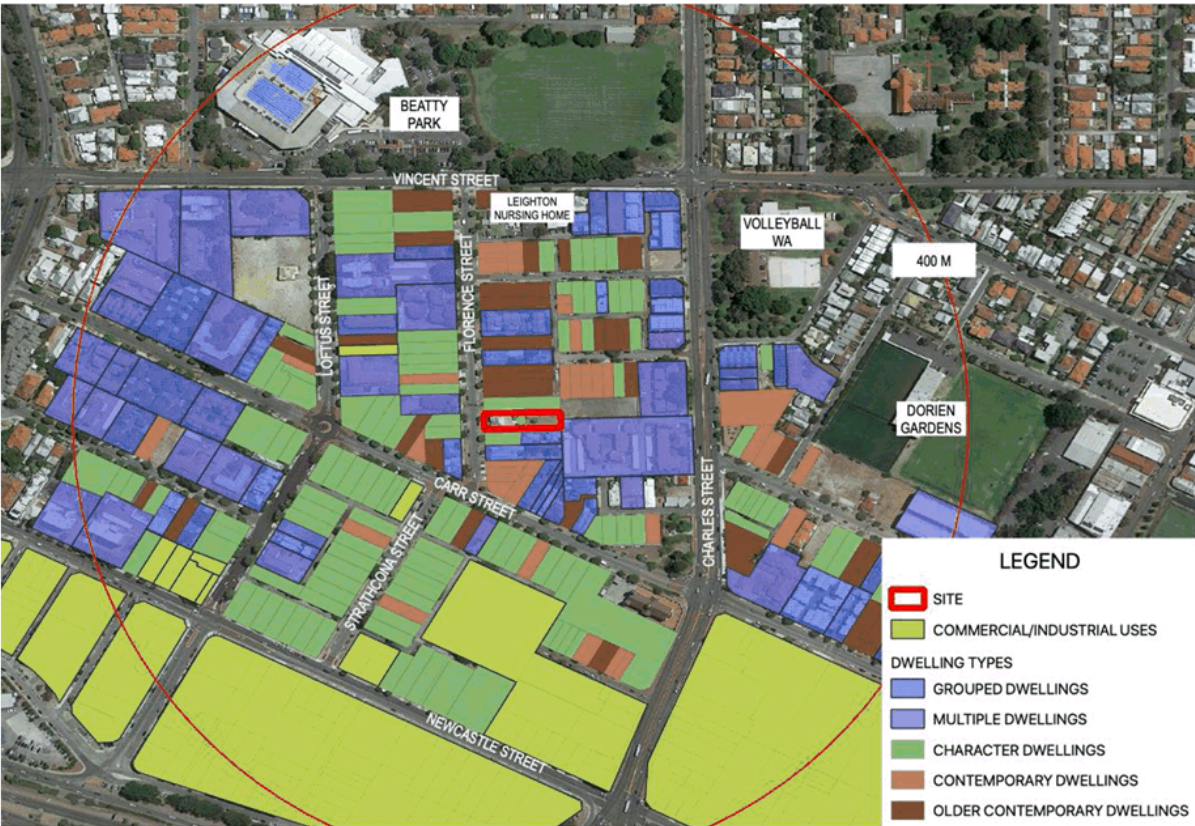 BEATTY
PARK
VINCENT STREET
LEIGHTON
NURSING HOME
VOLLEYBALL
WA
400 M
LOFTUS STREET
FLORENCE STREET
DORIEN
GARDENS
CARR STREET
CHARLES STREET
STRATHCONA STREET
NEWCASTLE STREET
LEGEND
SITE
COMMERCIAL/INDUSTRIAL USES
DWELLING TYPES
GROUPED DWELLINGS
MULTIPLE DWELLINGS
CHARACTER DWELLINGS
CONTEMPORARY DWELLINGS
OLDER CONTEMPORARY DWELLINGS